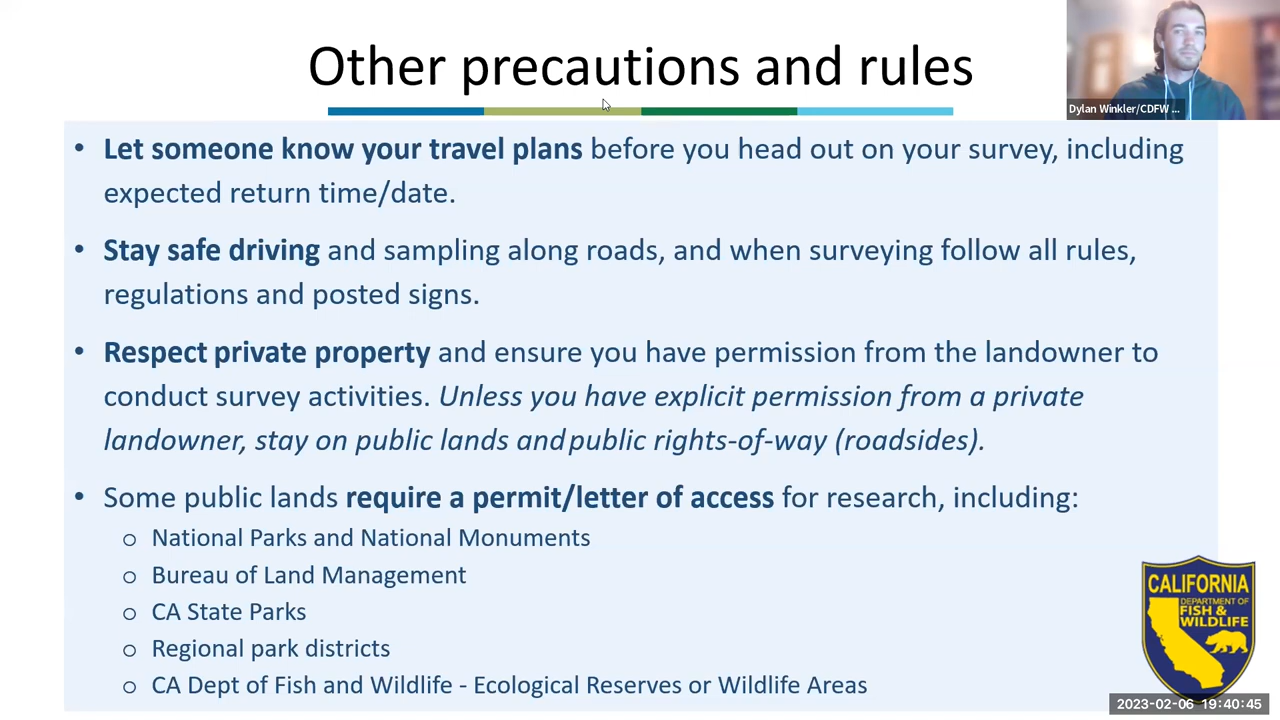 Other precautions and rules
Dylan Winkler/CDFW ...
• Let someone know your travel plans before you head out on your survey, including
expected return time/date.
• Stay safe driving and sampling along roads, and when surveying follow all rules,
regulations and posted signs.
• Respect private property and ensure you have permission from the landowner to
conduct survey activities. Unless you have explicit permission from a private
landowner, stay on public lands and public rights-of-way (roadsides).
• Some public lands require a permit/letter of access for research, including:
o National Parks and National Monuments
o Bureau of Land Management
o CA State Parks
o Regional park districts
o CA Dept of Fish and Wildlife - Ecological Reserves or Wildlife Areas
CALIFORNIA
DEPARTMENT OF
FISH &
WILDLIFE
2023-02-06 19:40:45